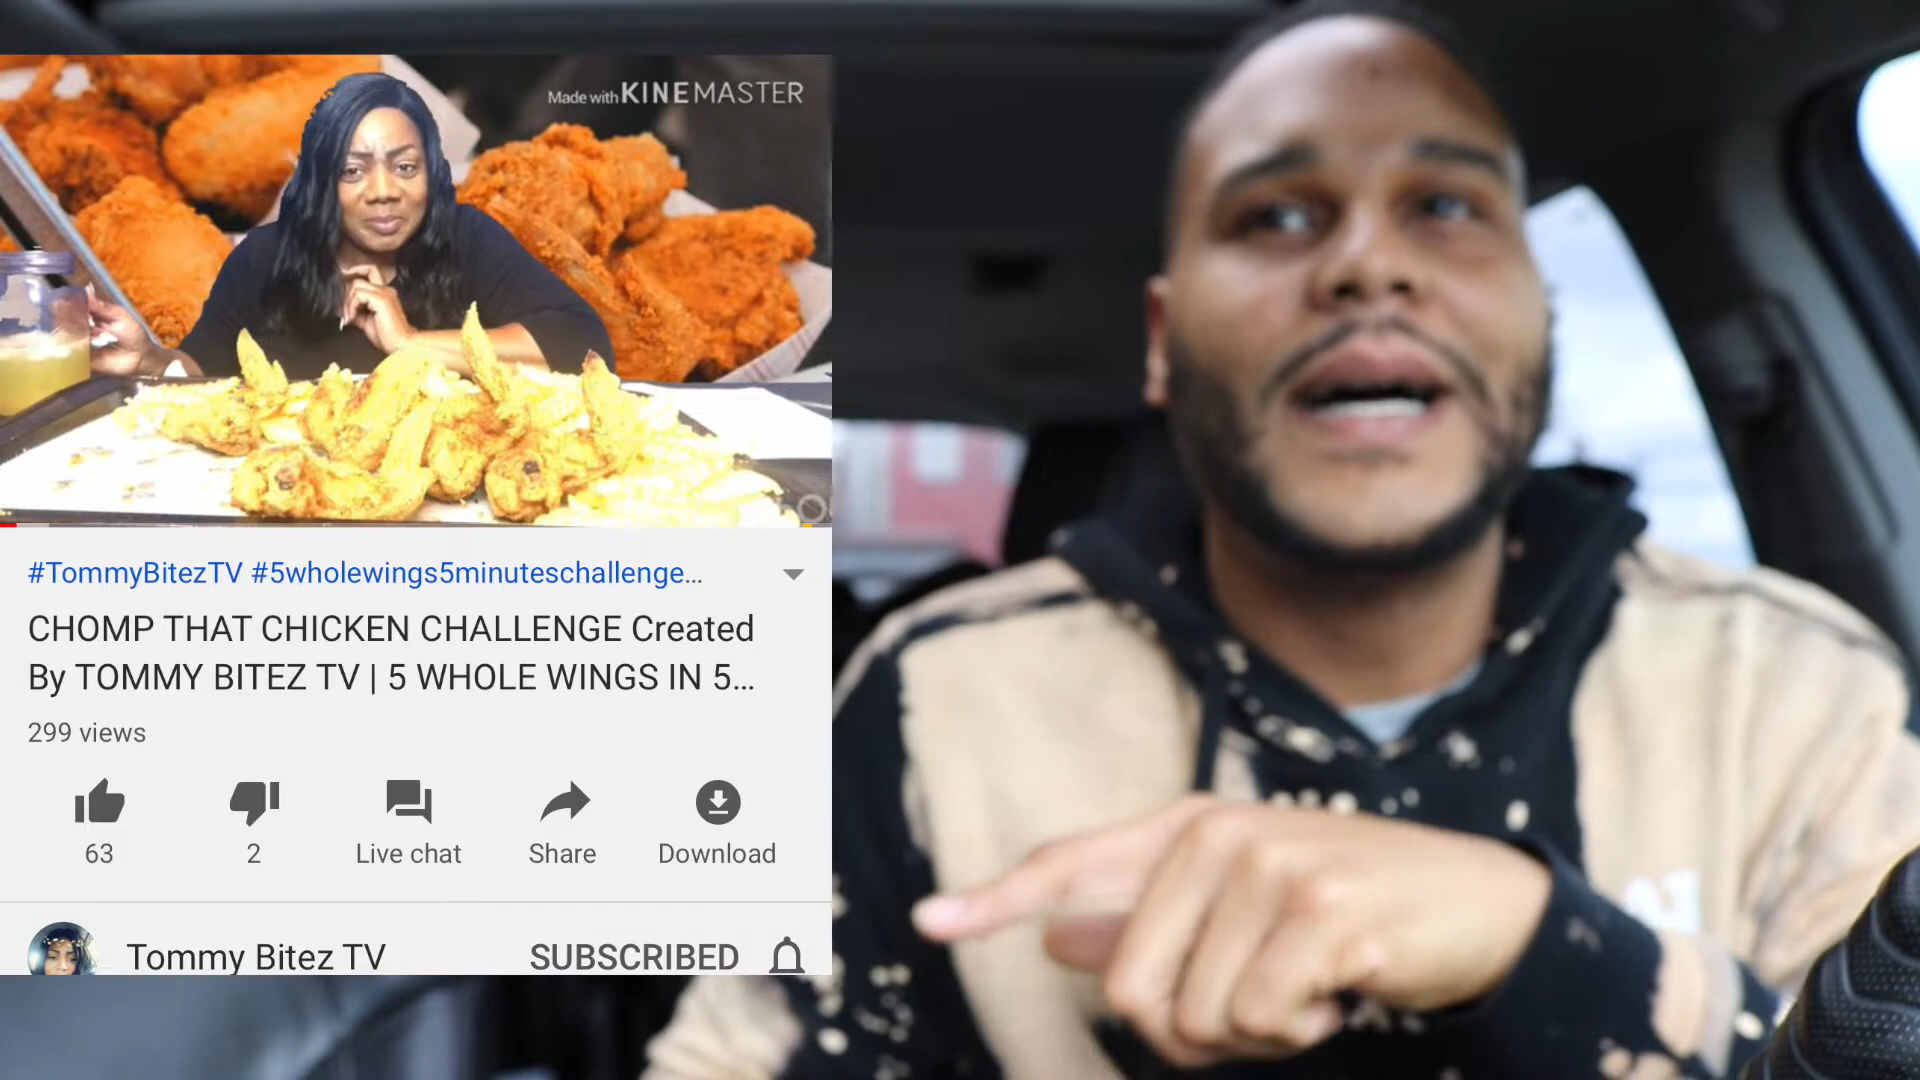 Made with KINEMASTER
#TommyBitezTV #5wholewings5minuteschallenge...
CHOMP THAT CHICKEN CHALLENGE Created
By TOMMY BITEZ TV | 5 WHOLE WINGS IN 5...
299 views
63
2
Live chat
Share
Download
Tommy Bitez TV
SUBSCRIBED